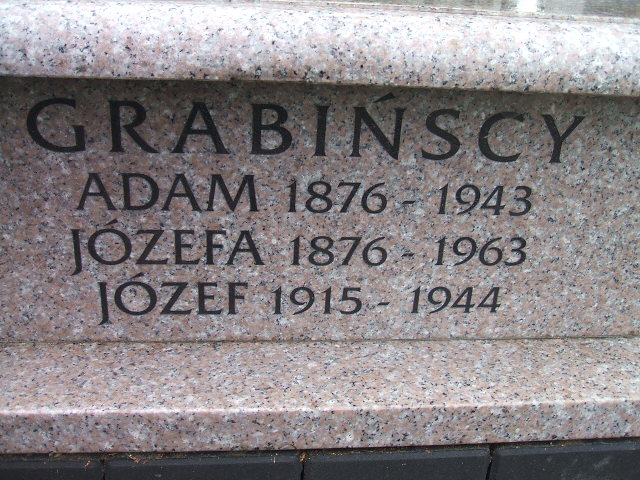 GRABIŃSCY
ADAM 1876 - 1943
JÓZEFA 1876 - 1963
JÓZEF 1915 - 1944